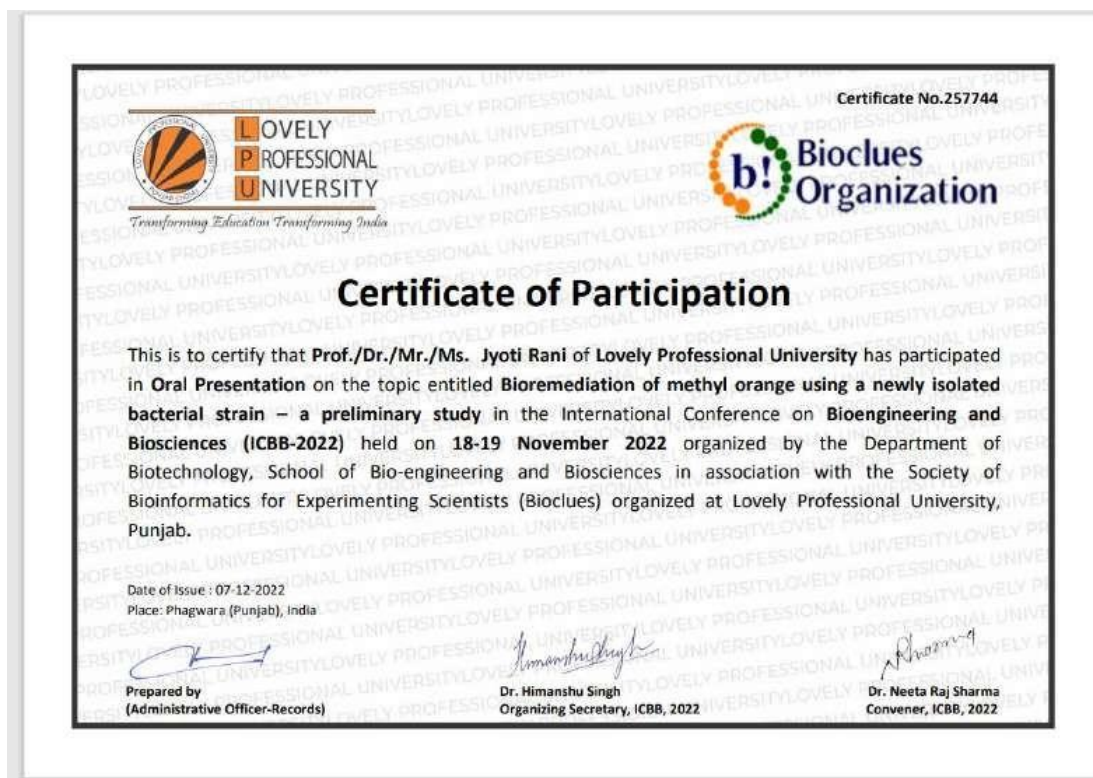 Certificate No.257744
LOVELY
PROFESSIONAL
UNIVERSITY
Transforming Education Transforming India
b! Bioclues
Organization
Certificate of Participation
This is to certify that Prof./Dr./Mr./Ms. Jyoti Rani of Lovely Professional University has participated
in Oral Presentation on the topic entitled Bioremediation of methyl orange using a newly isolated
bacterial strain – a preliminary study in the International Conference on Bioengineering and
Biosciences (ICBB-2022) held on 18-19 November 2022 organized by the Department of
Biotechnology, School of Bio-engineering and Biosciences in association with the Society of
Bioinformatics for Experimenting Scientists (Bioclues) organized at Lovely Professional University,
Punjab.
Date of Issue : 07-12-2022
Place: Phagwara (Punjab), India
Prepared by
(Administrative Officer-Records)
Dr. Himanshu Singh
Organizing Secretary, ICBB, 2022
Dr. Neeta Raj Sharma
Convener, ICBB, 2022